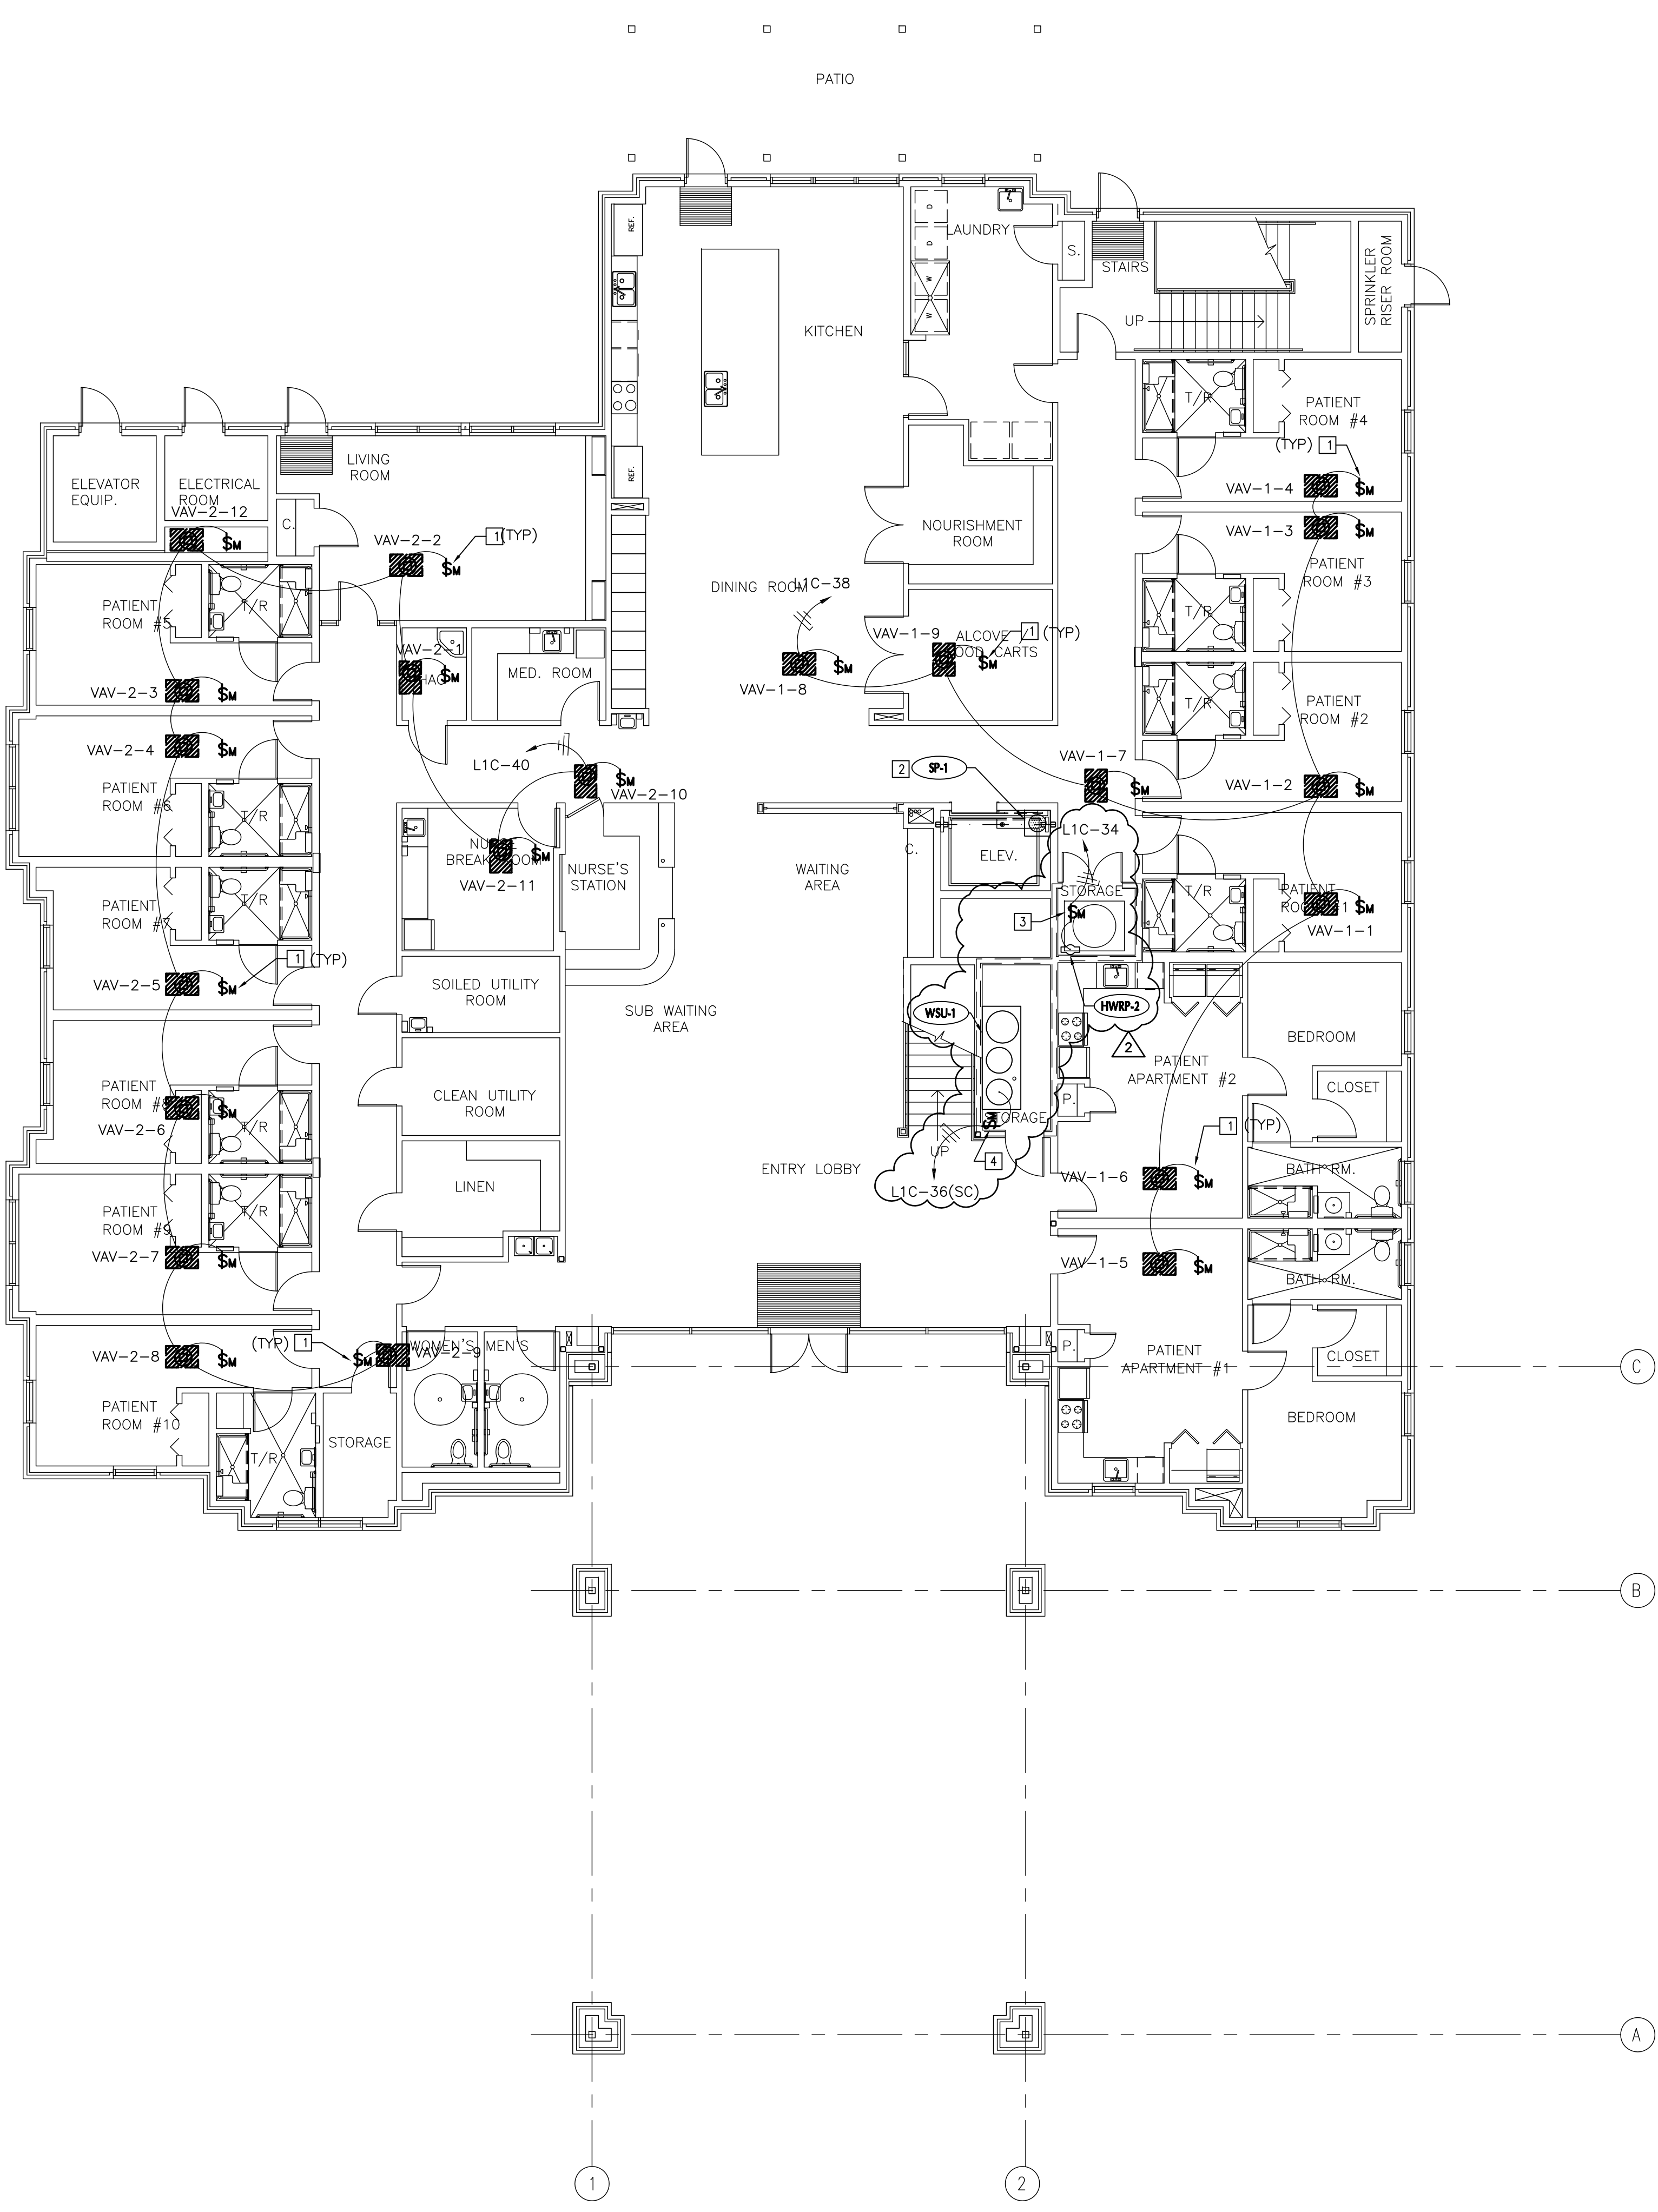 PATIO
REF.
D
D
W
W
LAUNDRY
S.
STAIRS
UP
SPRINKLER
RISER ROOM
KITCHEN
REF.
T/R
PATIENT
ROOM #4
(TYP) 1
VAV-1-4
$M
VAV-1-3
$M
PATIENT
ROOM #3
T/R
T/R
PATIENT
ROOM #2
VAV-1-2
$M
ELEVATOR
EQUIP.
ELECTRICAL
ROOM
VAV-2-12
$M
C.
LIVING
ROOM
VAV-2-2
$M
1 (TYP)
NOURISHMENT
ROOM
DINING ROOM
L1C-38
VAV-1-8
$M
VAV-1-9
$M
ALCOVE /
1 (TYP)
CARTS
PATIENT
ROOM #5
T/R
VAV-2-3
$M
VAV-2-1
$M
MED. ROOM
VAV-2-4
$M
L1C-40
$M
VAV-2-10
PATIENT
ROOM #6
T/R
2 SP-1
VAV-1-7
$M
L1C-34
ELEV.
C.
STORAGE
NURSE
BREAK ROOM
$M
VAV-2-11
NURSE'S
STATION
WAITING
AREA
3
$M
T/R
PATIENT
ROOM #1
$M
VAV-1-1
PATIENT
ROOM #7
T/R
1 (TYP)
VAV-2-5
$M
SOILED UTILITY
ROOM
SUB WAITING
AREA
WSU-1
HWRP-2
2
BEDROOM
PATIENT
APARTMENT #2
CLOSET
P.
PATIENT
ROOM #8
VAV-2-6
$M
T/R
CLEAN UTILITY
ROOM
STORAGE
$M
UP
4
L1C-36(SC)
1 (TYP)
ENTRY LOBBY
VAV-1-6
$M
BATH RM.
LINEN
PATIENT
ROOM #9
T/R
VAV-2-7
$M
VAV-1-5
$M
BATH RM.
(TYP) 1
VAV-2-8
$M
$M
VAV-2-9
WOMEN'S
MEN'S
P.
PATIENT
APARTMENT #1
CLOSET
C
PATIENT
ROOM #10
T/R
STORAGE
BEDROOM
B
A
1
2